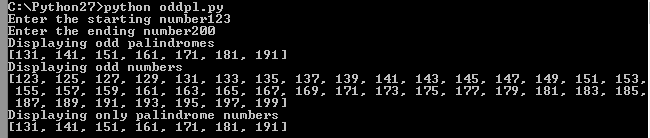 C:\Python27>python oddpl.py
Enter the starting number123
Enter the ending number200
Displaying odd palindromes
[131, 141, 151, 161, 171, 181, 191]
Displaying odd numbers
[123, 125, 127, 129, 131, 133, 135, 137, 139, 141, 143, 145, 147, 149, 151, 153,
 155, 157, 159, 161, 163, 165, 167, 169, 171, 173, 175, 177, 179, 181, 183, 185,
 187, 189, 191, 193, 195, 197, 199]
Displaying only palindrome numbers
[131, 141, 151, 161, 171, 181, 191]